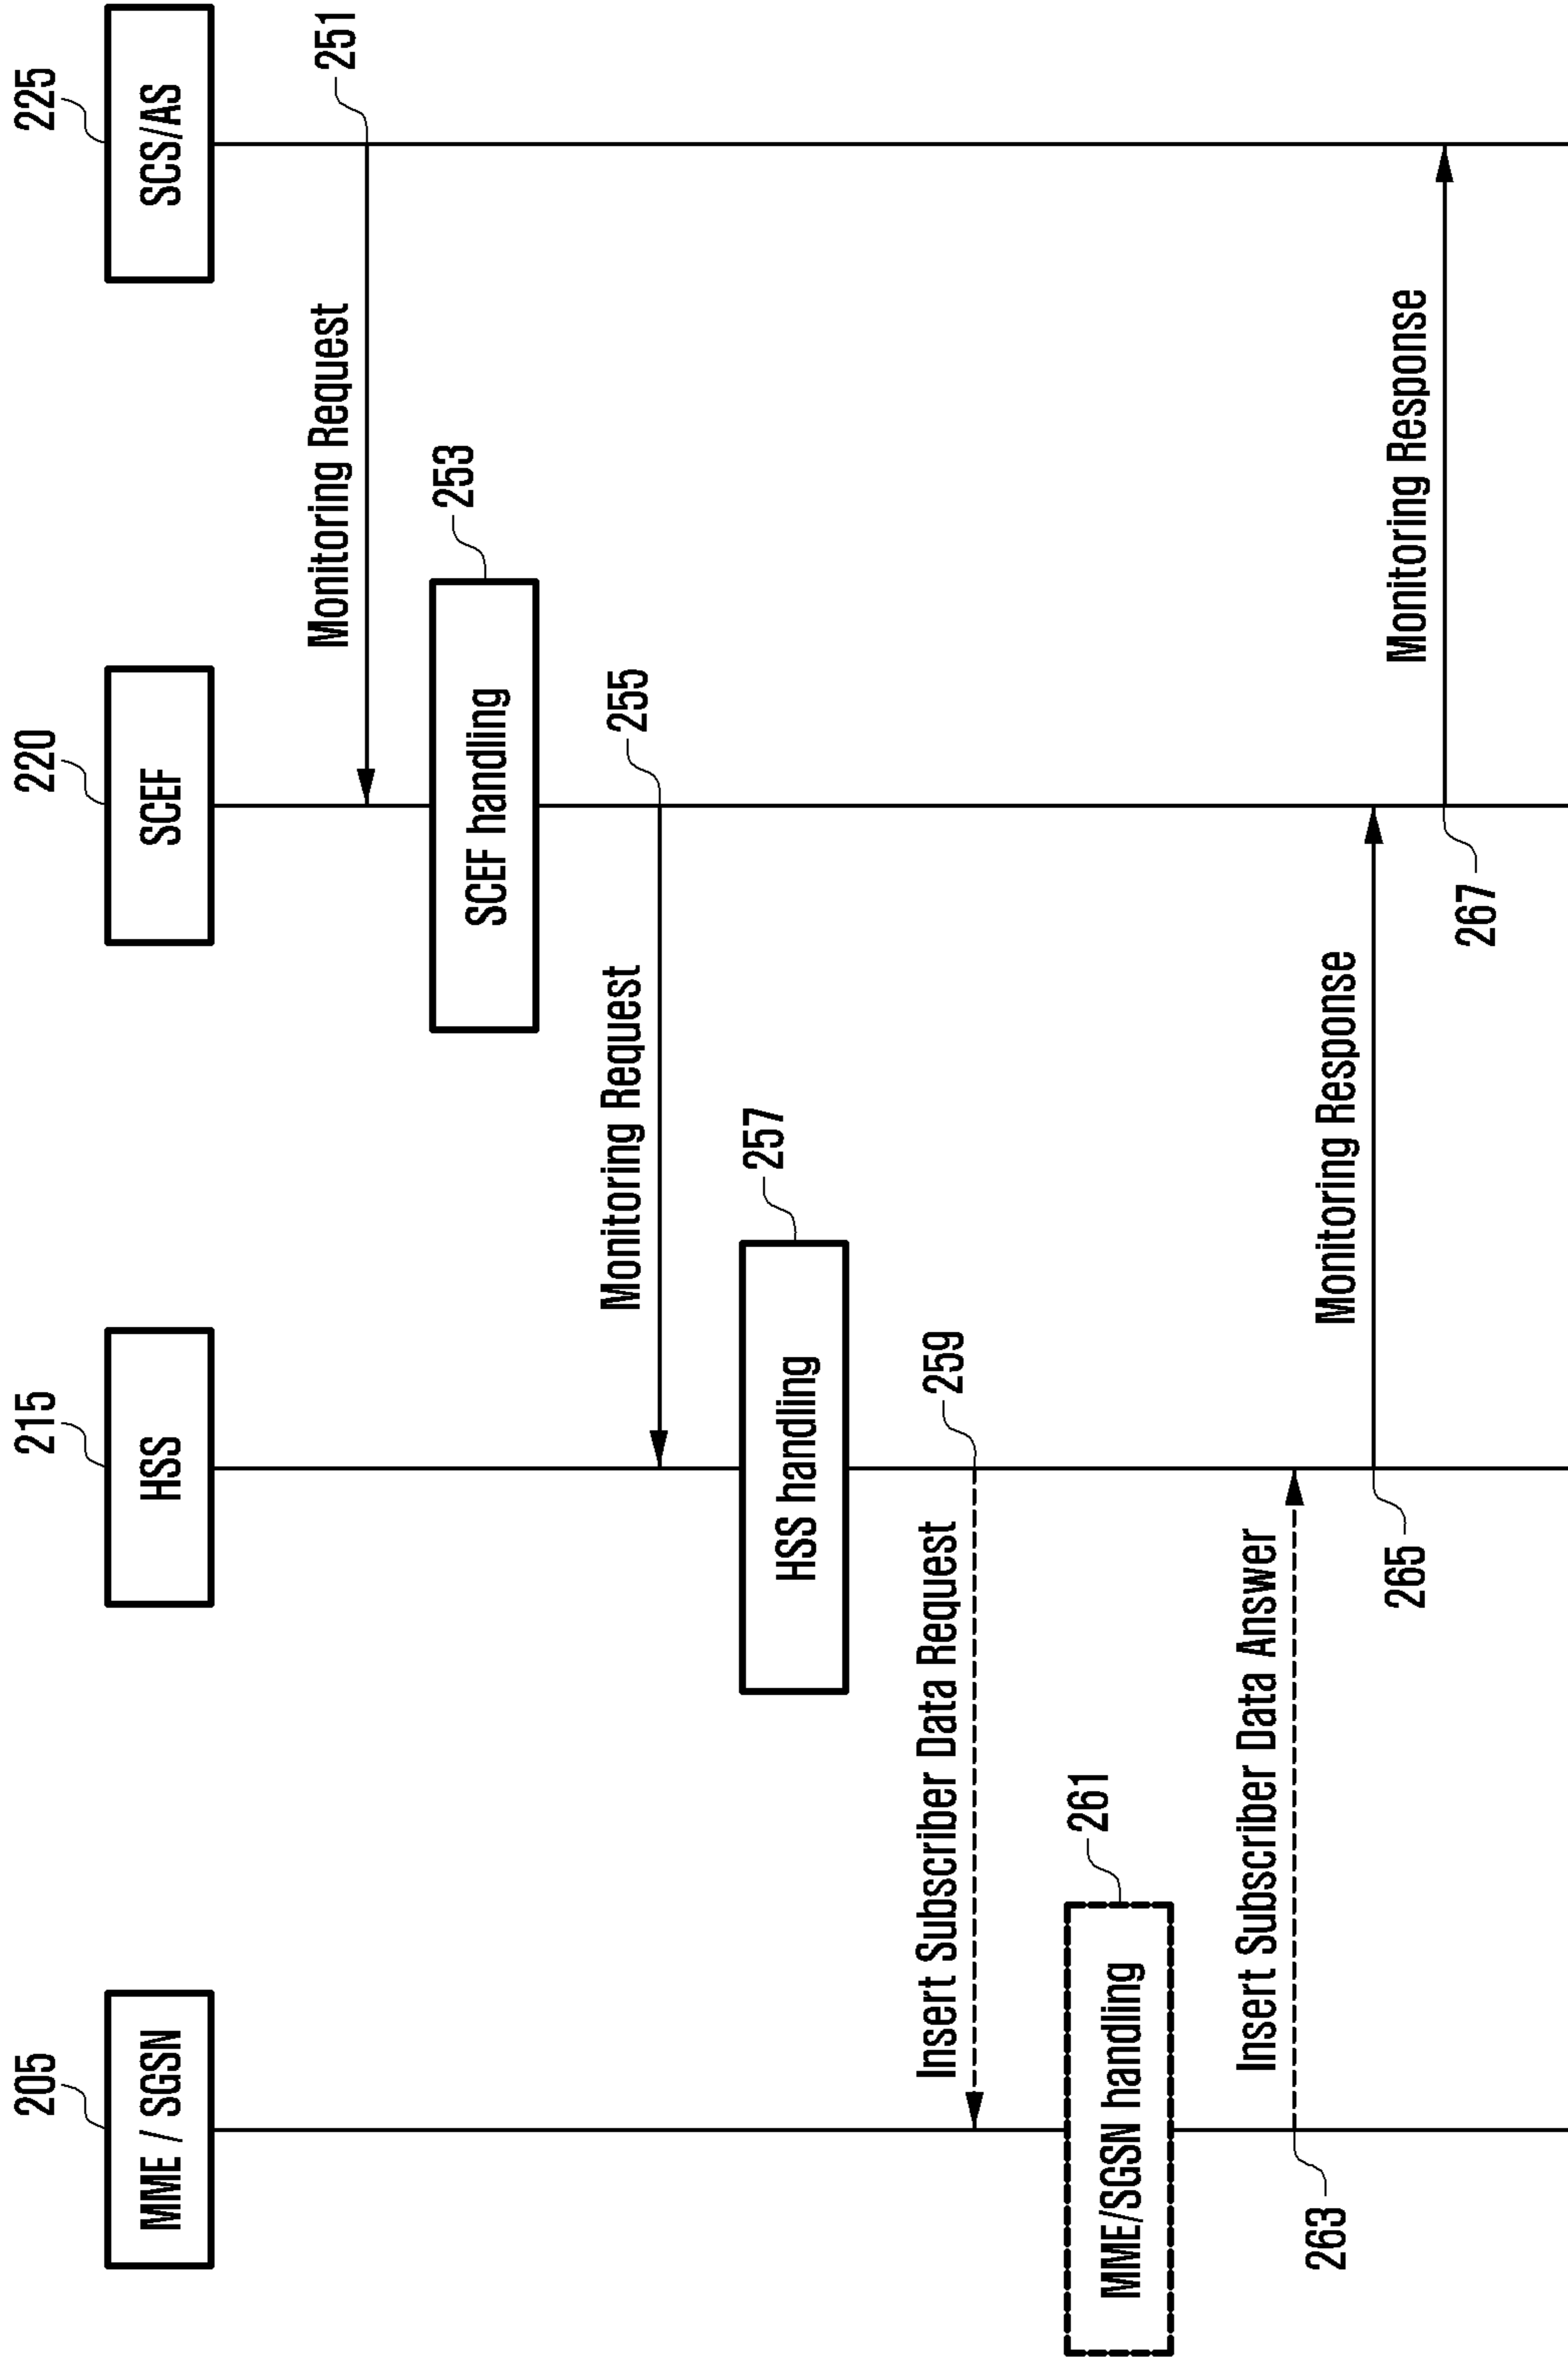 205
215
220
225
MME / SGSN
HSS
SCEF
SCS/AS
Monitoring Request
251
SCEF handling
253
Monitoring Request
255
HSS handling
257
Insert Subscriber Data Request
259
MME/SGSN handling
261
Insert Subscriber Data Answer
263
Monitoring Response
265
Monitoring Response
267